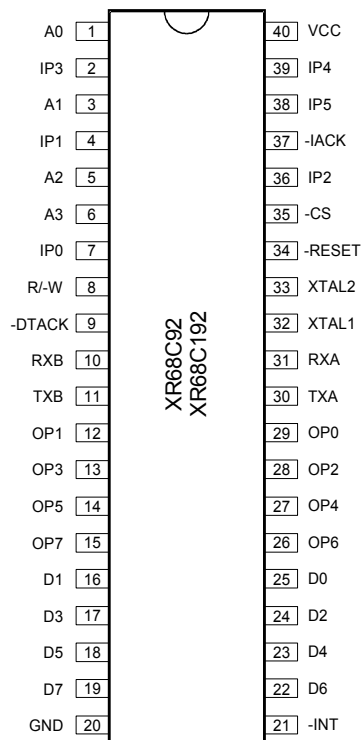 A0 1 40 VCC
IP3 2 39 IP4
A1 3 38 IP5
IP1 4 37 -IACK
A2 5 36 IP2
A3 6 35 -CS
IP0 7 34 -RESET
R/-W 8 33 XTAL2
-DTACK 9 32 XTAL1
RXB 10 31 RXA
TXB 11 30 TXA
OP1 12 29 OP0
OP3 13 28 OP2
OP5 14 27 OP4
OP7 15 26 OP6
D1 16 25 D0
D3 17 24 D2
D5 18 23 D4
D7 19 22 D6
GND 20 21 -INT
XR68C92
XR68C192